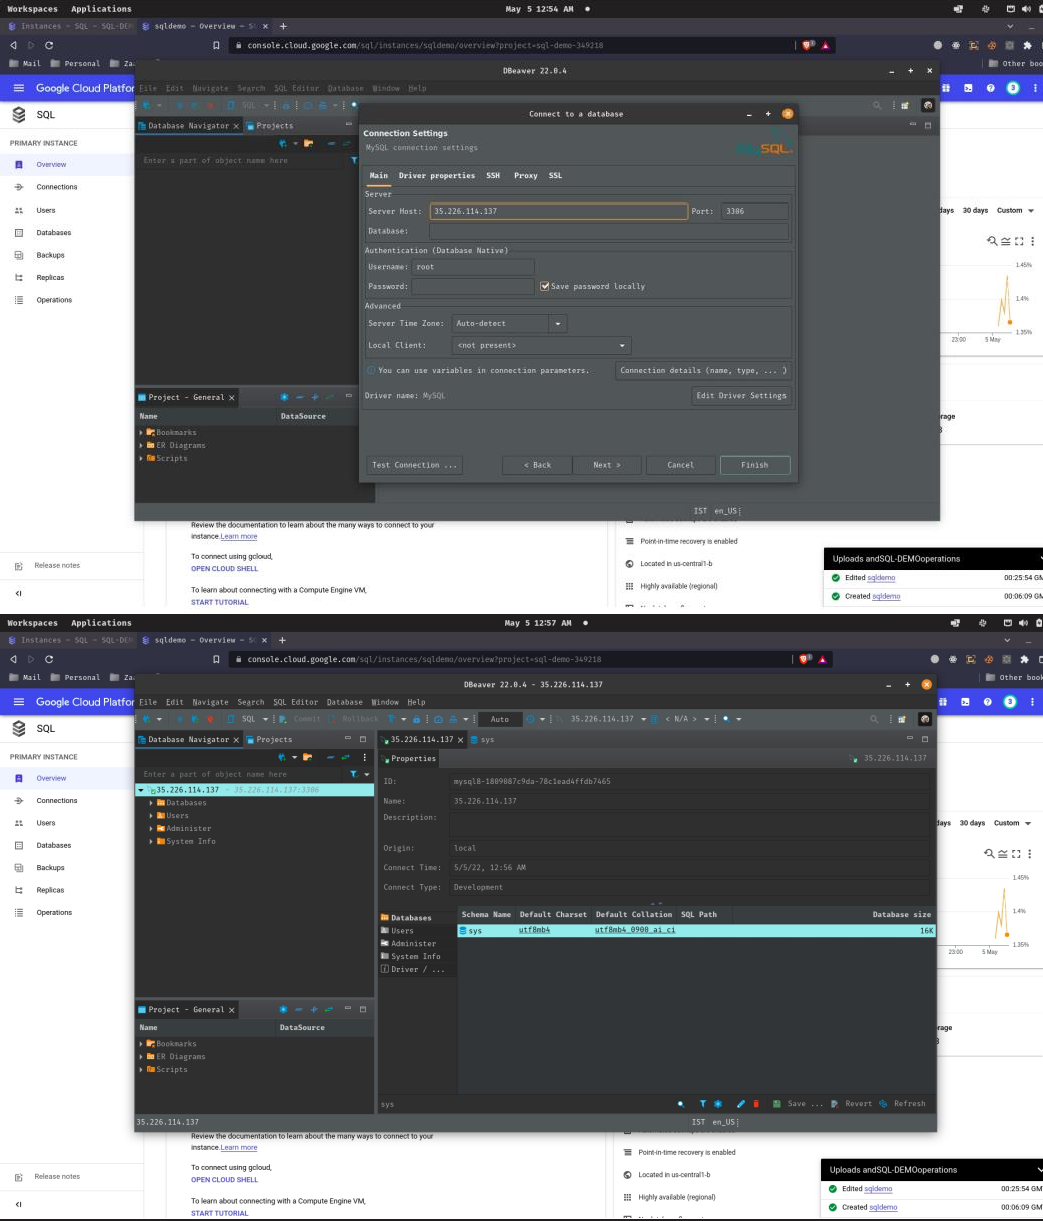 Workspaces Applications May 5 12:54 AM
Instances - SQL - SQL-DEM sqldemo - Overview - S × +
console.cloud.google.com/sql/instances/sqldemo/overview?project=sql-demo-349218
Mail Personal Za Other boo
DBeaver 22.0.4
Google Cloud Platfor File Edit Navigate Search SQL Editor Database Window Help
SQL
Connect to a database
SQL
Database Navigator × Projects
Connection Settings
PRIMARY INSTANCE
MySQL connection settings
Enter a part of object name here
Overview
Main Driver properties SSH Proxy SSL
Connections
Server
Users
Server Host: 35.226.114.137 Port: 3306
days 30 days Custom
Databases
Database:
Backups
Authentication (Database Native)
Username: root
1.45%
Replicas
Password: Save password locally
Operations
1.4%
Advanced
Server Time Zone: Auto-detect
1.35%
23:00 5 May
Local Client: <not present>
You can use variables in connection parameters. Connection details (name, type, ... )
Project - General × Driver name: MySQL Edit Driver Settings
Name DataSource
rage
Bookmarks
ER Diagrams
Scripts
Test Connection ... < Back Next > Cancel Finish
IST en_US
Review the documentation to learn about the many ways to connect to your
instance.Learn more
Point-in-time recovery is enabled
To connect using gcloud,
OPEN CLOUD SHELL
Located in us-central1-b
To learn about connecting with a Compute Engine VM,
START TUTORIAL
Highly available (regional)
Release notes
Uploads andSQL-DEMOoperations
Edited sqldemo 00:25:54 GM
Created sqldemo 00:06:09 GM
Workspaces Applications May 5 12:57 AM
Instances - SQL - SQL-DEM sqldemo - Overview - S × +
console.cloud.google.com/sql/instances/sqldemo/overview?project=sql-demo-349218
Mail Personal Za Other book
DBeaver 22.0.4 - 35.226.114.137
Google Cloud Platfor File Edit Navigate Search SQL Editor Database Window Help
SQL Commit Rollback Auto 35.226.114.137 < N/A >
SQL
Database Navigator × Projects 35.226.114.137 × sys
PRIMARY INSTANCE
Properties 35.226.114.137
Enter a part of object name here
Overview
ID: mysql8-1809087c9da-78c1ead4ffdb7465
35.226.114.137 - 35.226.114.137:3306
Connections
Databases
Name: 35.226.114.137
Users
Users
Description:
Administer
days 30 days Custom
Databases
System Info
Origin: local
Backups
Connect Time: 5/5/22, 12:56 AM
1.45%
Replicas
Connect Type: Development
Operations
1.4%
Databases
Schema Name Default Charset Default Collation SQL Path Database size
Users
sys utf8mb4 utf8mb4_0900_ai_ci 16K
Administer
1.35%
System Info
23:00 5 May
Driver / ...
Project - General ×
Name DataSource
rage
Bookmarks
ER Diagrams
Scripts
sys Save ... Revert Refresh
35.226.114.137 IST en_US
Review the documentation to learn about the many ways to connect to your
instance.Learn more
Point-in-time recovery is enabled
To connect using gcloud,
OPEN CLOUD SHELL
Located in us-central1-b
To learn about connecting with a Compute Engine VM,
START TUTORIAL
Highly available (regional)
Release notes
Uploads andSQL-DEMOoperations
Edited sqldemo 00:25:54 GM
Created sqldemo 00:06:09 GM